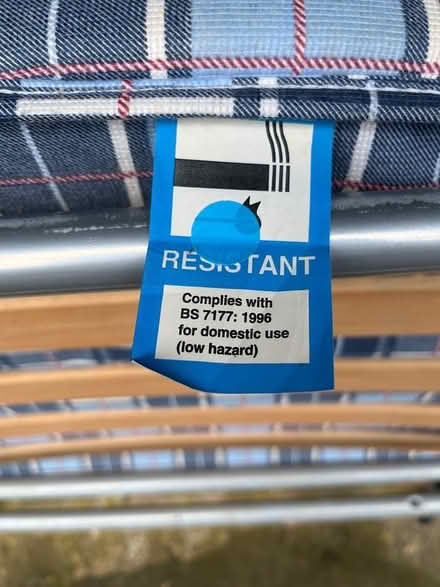 RESISTANT
Complies with
BS 7177: 1996
for domestic use
(low hazard)